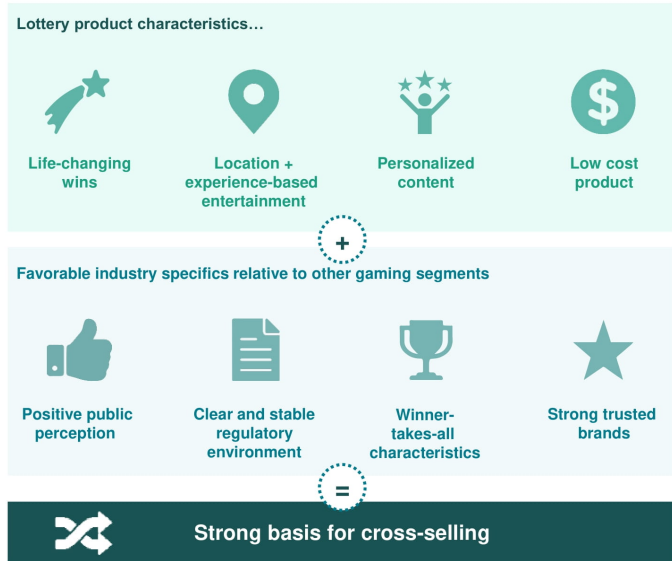 Lottery product characteristics…
$
Life-changing
wins
Location +
experience-based
entertainment
Personalized
content
Low cost
product
+
Favorable industry specifics relative to other gaming segments
Positive public
perception
Clear and stable
regulatory
environment
Winner-
takes-all
characteristics
Strong trusted
brands
=
Strong basis for cross-selling